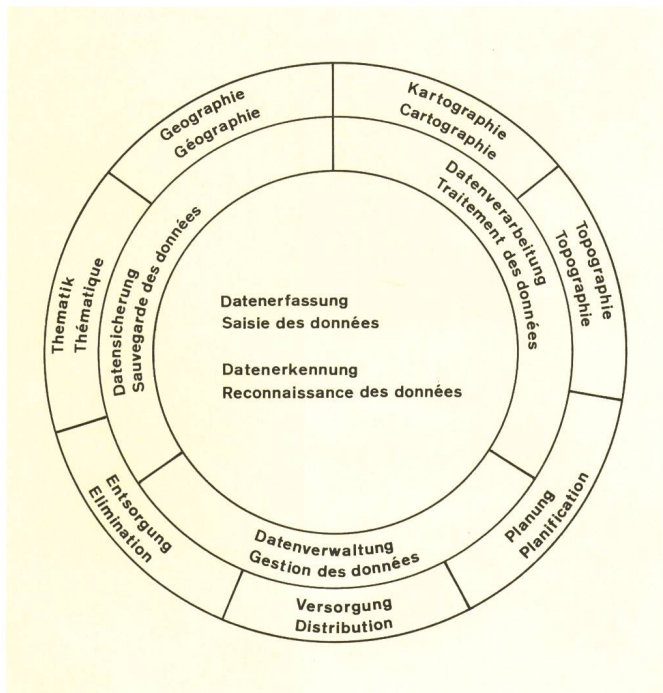 Geographie
Géographie
Kartographie
Cartographie
Topographie
Topographie
Planung
Planification
Versorgung
Distribution
Entsorgung
Elimination
Thematik
Thématique
Datenverarbeitung
Traitement des données
Datenverwaltung
Gestion des données
Datensicherung
Sauvegarde des données
Datenerfassung
Saisie des données
Datenerkennung
Reconnaissance des données